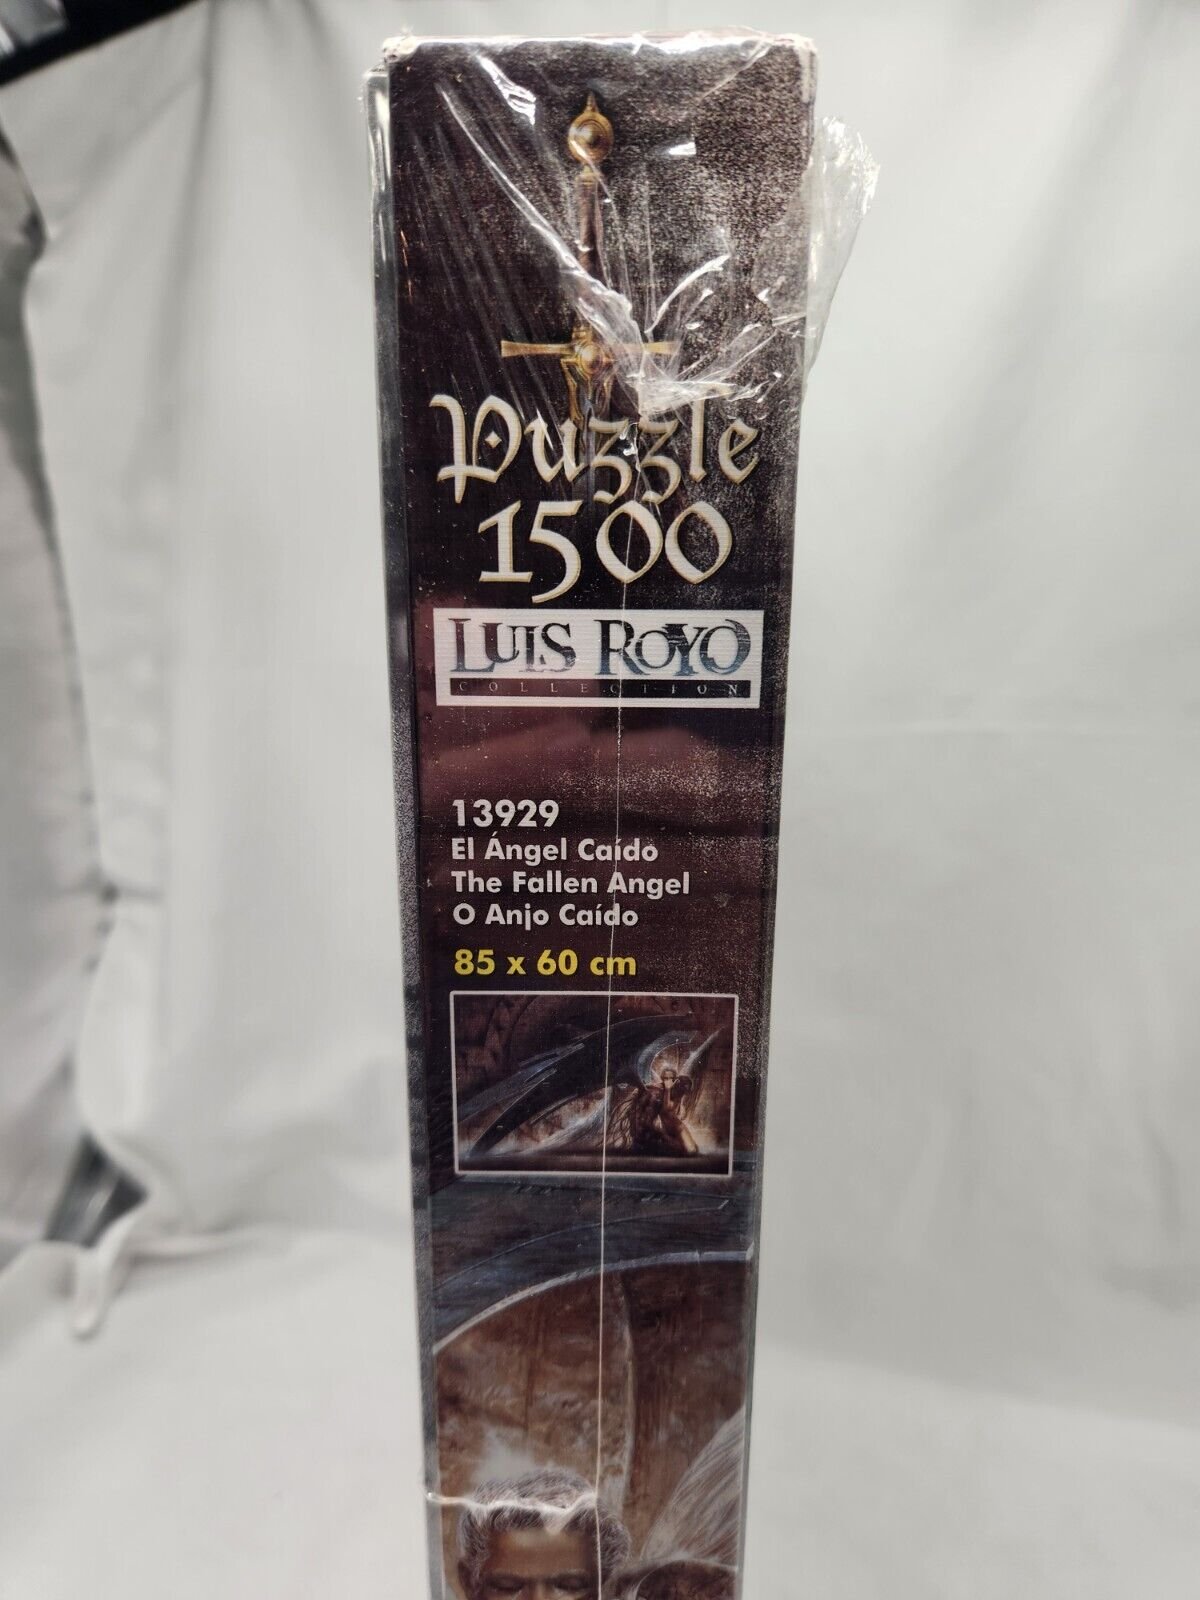 Puzzle
1500
LUIS ROYO
COLLECTION
13929
El Ángel Caído
The Fallen Angel
O Anjo Caído
85 x 60 cm